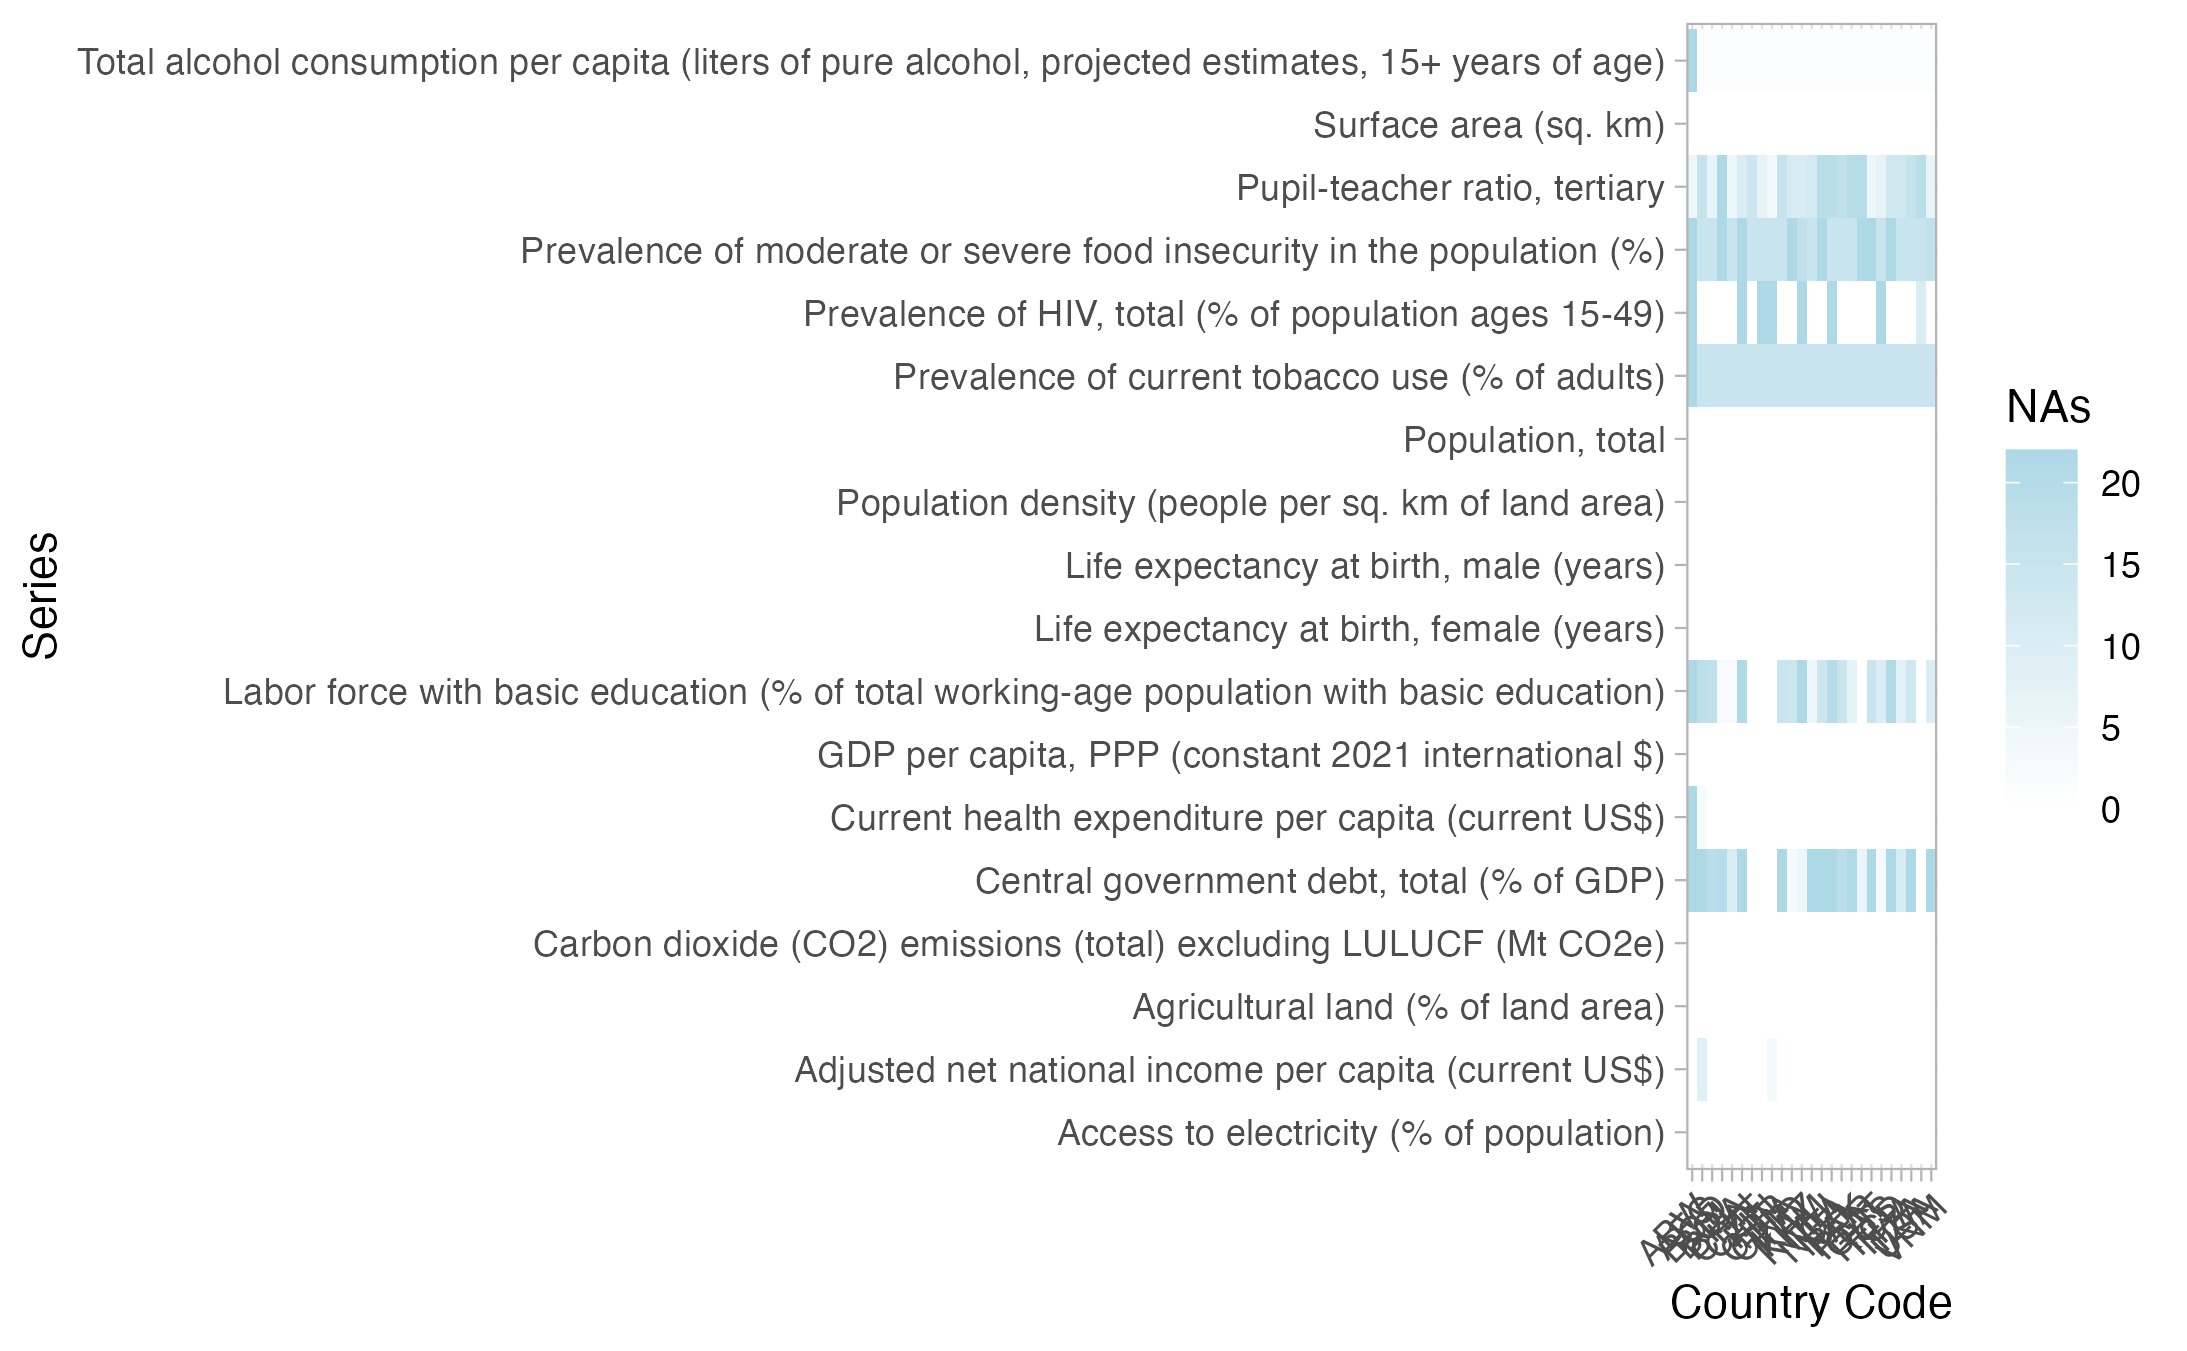 Total alcohol consumption per capita (liters of pure alcohol, projected estimates, 15+ years of age)
Surface area (sq. km)
Pupil-teacher ratio, tertiary
Prevalence of moderate or severe food insecurity in the population (%)
Prevalence of HIV, total (% of population ages 15-49)
Prevalence of current tobacco use (% of adults)
Population, total
Population density (people per sq. km of land area)
Life expectancy at birth, male (years)
Life expectancy at birth, female (years)
Labor force with basic education (% of total working-age population with basic education)
GDP per capita, PPP (constant 2021 international $)
Current health expenditure per capita (current US$)
Central government debt, total (% of GDP)
Carbon dioxide (CO2) emissions (total) excluding LULUCF (Mt CO2e)
Agricultural land (% of land area)
Adjusted net national income per capita (current US$)
Access to electricity (% of population)
Series
Country Code
NAs
20
15
10
5
0